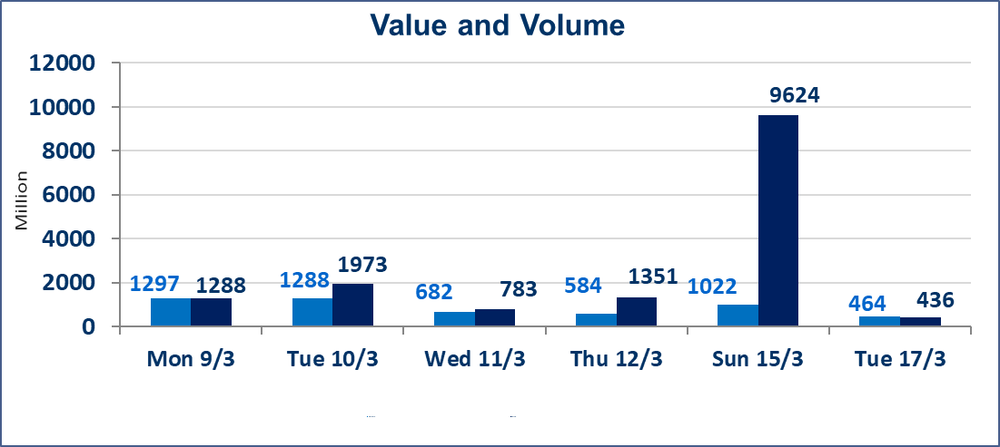 Value and Volume
12000
10000
8000
6000
4000
2000
0
Million
1297 1288 1288 1973 682 783 584 1351 1022 9624 464 436
Mon 9/3 Tue 10/3 Wed 11/3 Thu 12/3 Sun 15/3 Tue 17/3